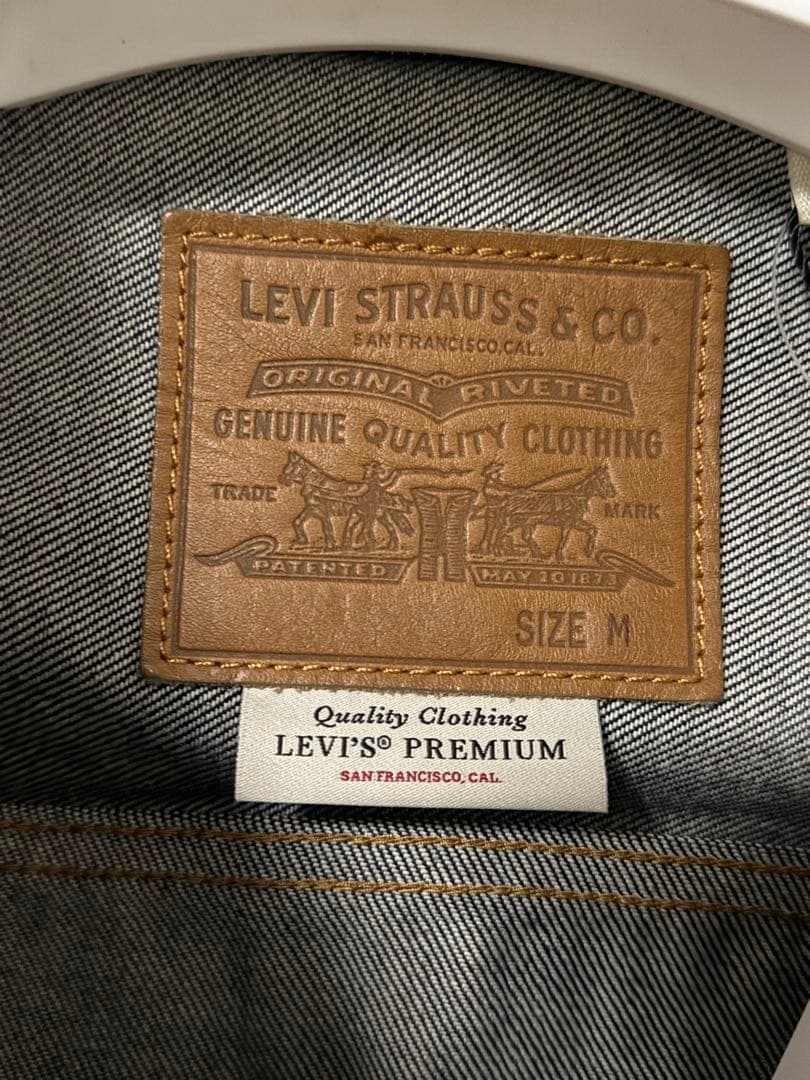 LEVI STRAUSS & CO.
SAN FRANCISCO, CAL.
ORIGINAL RIVETED
GENUINE QUALITY CLOTHING
TRADE MARK
PATENTED MAY 20 1873
SIZE M
Quality Clothing
LEVI'S® PREMIUM
SAN FRANCISCO, CAL.